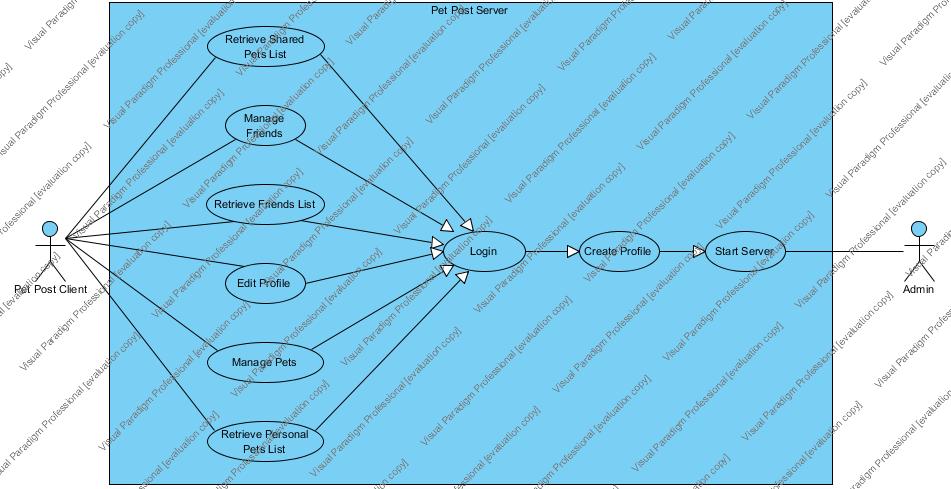 Pet Post Server
Retrieve Shared
Pets List
Manage
Friends
Retrieve Friends List
Edit Profile
Manage Pets
Retrieve Personal
Pets List
Login
Create Profile
Start Server
Pet Post Client
Admin
Visual Paradigm Professional [evaluation copy]